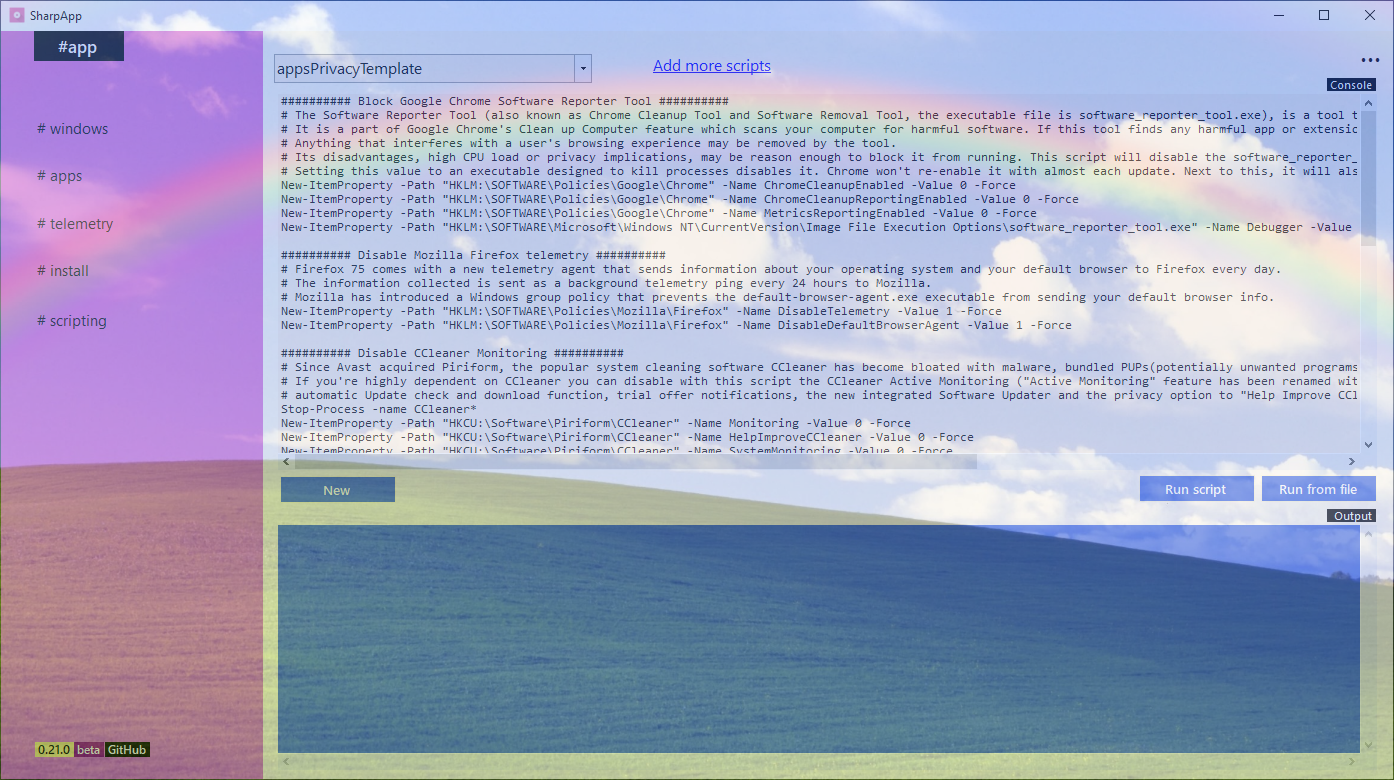 SharpApp
#app
# windows
# apps
# telemetry
# install
# scripting
0.21.0 beta GitHub
appsPrivacyTemplate
Add more scripts
Console
########## Block Google Chrome Software Reporter Tool ##########
# The Software Reporter Tool (also known as Chrome Cleanup Tool and Software Removal Tool, the executable file is software_reporter_tool.exe), is a tool t
# It is a part of Google Chrome's Clean up Computer feature which scans your computer for harmful software. If this tool finds any harmful app or extensio
# Anything that interferes with a user's browsing experience may be removed by the tool.
# Its disadvantages, high CPU load or privacy implications, may be reason enough to block it from running. This script will disable the software_reporter_
# Setting this value to an executable designed to kill processes disables it. Chrome won't re-enable it with almost each update. Next to this, it will als
New-ItemProperty -Path "HKLM:\SOFTWARE\Policies\Google\Chrome" -Name ChromeCleanupEnabled -Value 0 -Force
New-ItemProperty -Path "HKLM:\SOFTWARE\Policies\Google\Chrome" -Name ChromeCleanupReportingEnabled -Value 0 -Force
New-ItemProperty -Path "HKLM:\SOFTWARE\Policies\Google\Chrome" -Name MetricsReportingEnabled -Value 0 -Force
New-ItemProperty -Path "HKLM:\SOFTWARE\Microsoft\Windows NT\CurrentVersion\Image File Execution Options\software_reporter_tool.exe" -Name Debugger -Value
########## Disable Mozilla Firefox telemetry ##########
# Firefox 75 comes with a new telemetry agent that sends information about your operating system and your default browser to Firefox every day.
# The information collected is sent as a background telemetry ping every 24 hours to Mozilla.
# Mozilla has introduced a Windows group policy that prevents the default-browser-agent.exe executable from sending your default browser info.
New-ItemProperty -Path "HKLM:\SOFTWARE\Policies\Mozilla\Firefox" -Name DisableTelemetry -Value 1 -Force
New-ItemProperty -Path "HKLM:\SOFTWARE\Policies\Mozilla\Firefox" -Name DisableDefaultBrowserAgent -Value 1 -Force
########## Disable CCleaner Monitoring ##########
# Since Avast acquired Piriform, the popular system cleaning software CCleaner has become bloated with malware, bundled PUPs(potentially unwanted programs
# If you're highly dependent on CCleaner you can disable with this script the CCleaner Active Monitoring ("Active Monitoring" feature has been renamed wit
# automatic Update check and download function, trial offer notifications, the new integrated Software Updater and the privacy option to "Help Improve CCl
Stop-Process -name CCleaner*
New-ItemProperty -Path "HKCU:\Software\Piriform\CCleaner" -Name Monitoring -Value 0 -Force
New-ItemProperty -Path "HKCU:\Software\Piriform\CCleaner" -Name HelpImproveCCleaner -Value 0 -Force
New-ItemProperty -Path "HKCU:\Software\Piriform\CCleaner" -Name SystemMonitoring -Value 0 -Force
New
Run script
Run from file
Output